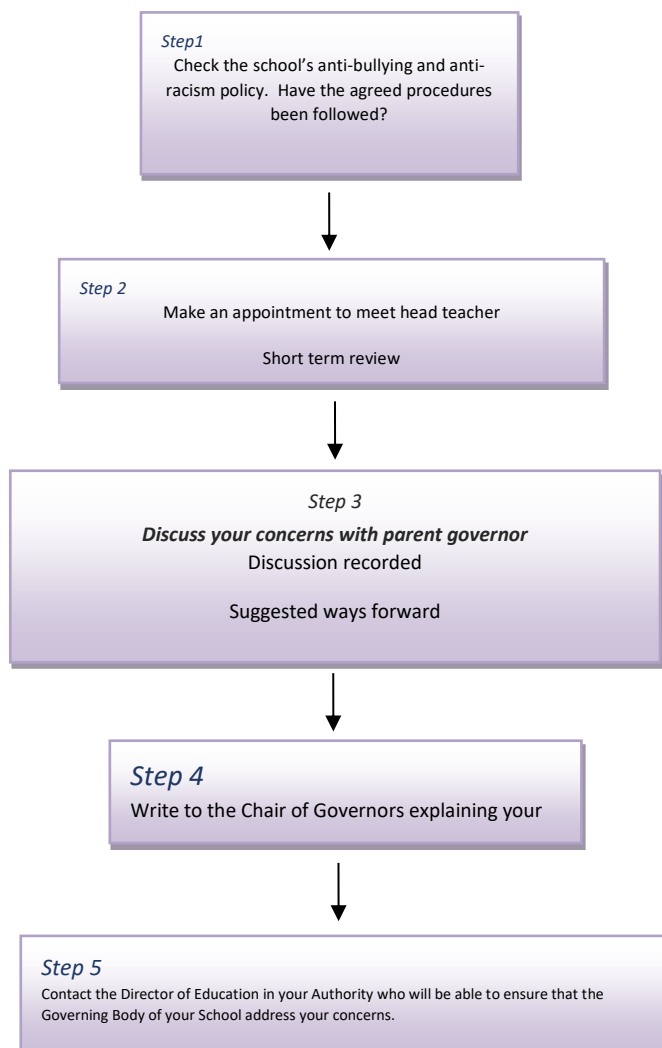 Step1
Check the school’s anti-bullying and anti-
racism policy.  Have the agreed procedures
been followed?
Step 2
Make an appointment to meet head teacher
Short term review
Step 3
Discuss your concerns with parent governor
Discussion recorded
Suggested ways forward
Step 4
Write to the Chair of Governors explaining your
Step 5
Contact the Director of Education in your Authority who will be able to ensure that the
Governing Body of your School address your concerns.